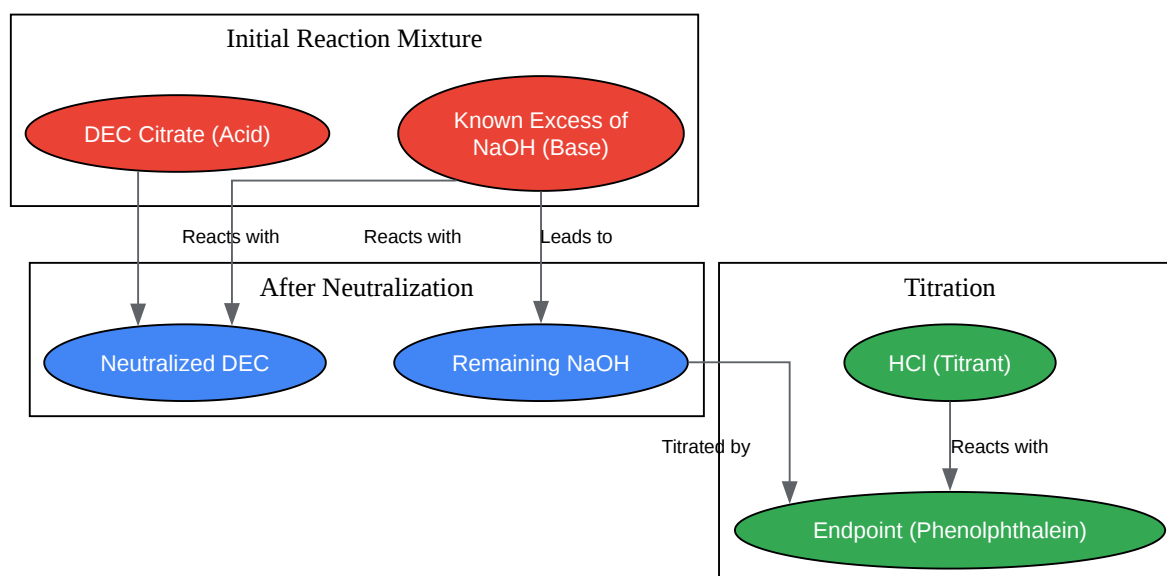 Initial Reaction Mixture
DEC Citrate (Acid)
Known Excess of
NaOH (Base)
Reacts with
Reacts with
Leads to
After Neutralization
Titration
Neutralized DEC
Remaining NaOH
HCl (Titrant)
Titrated by
Reacts with
Endpoint (Phenolphthalein)